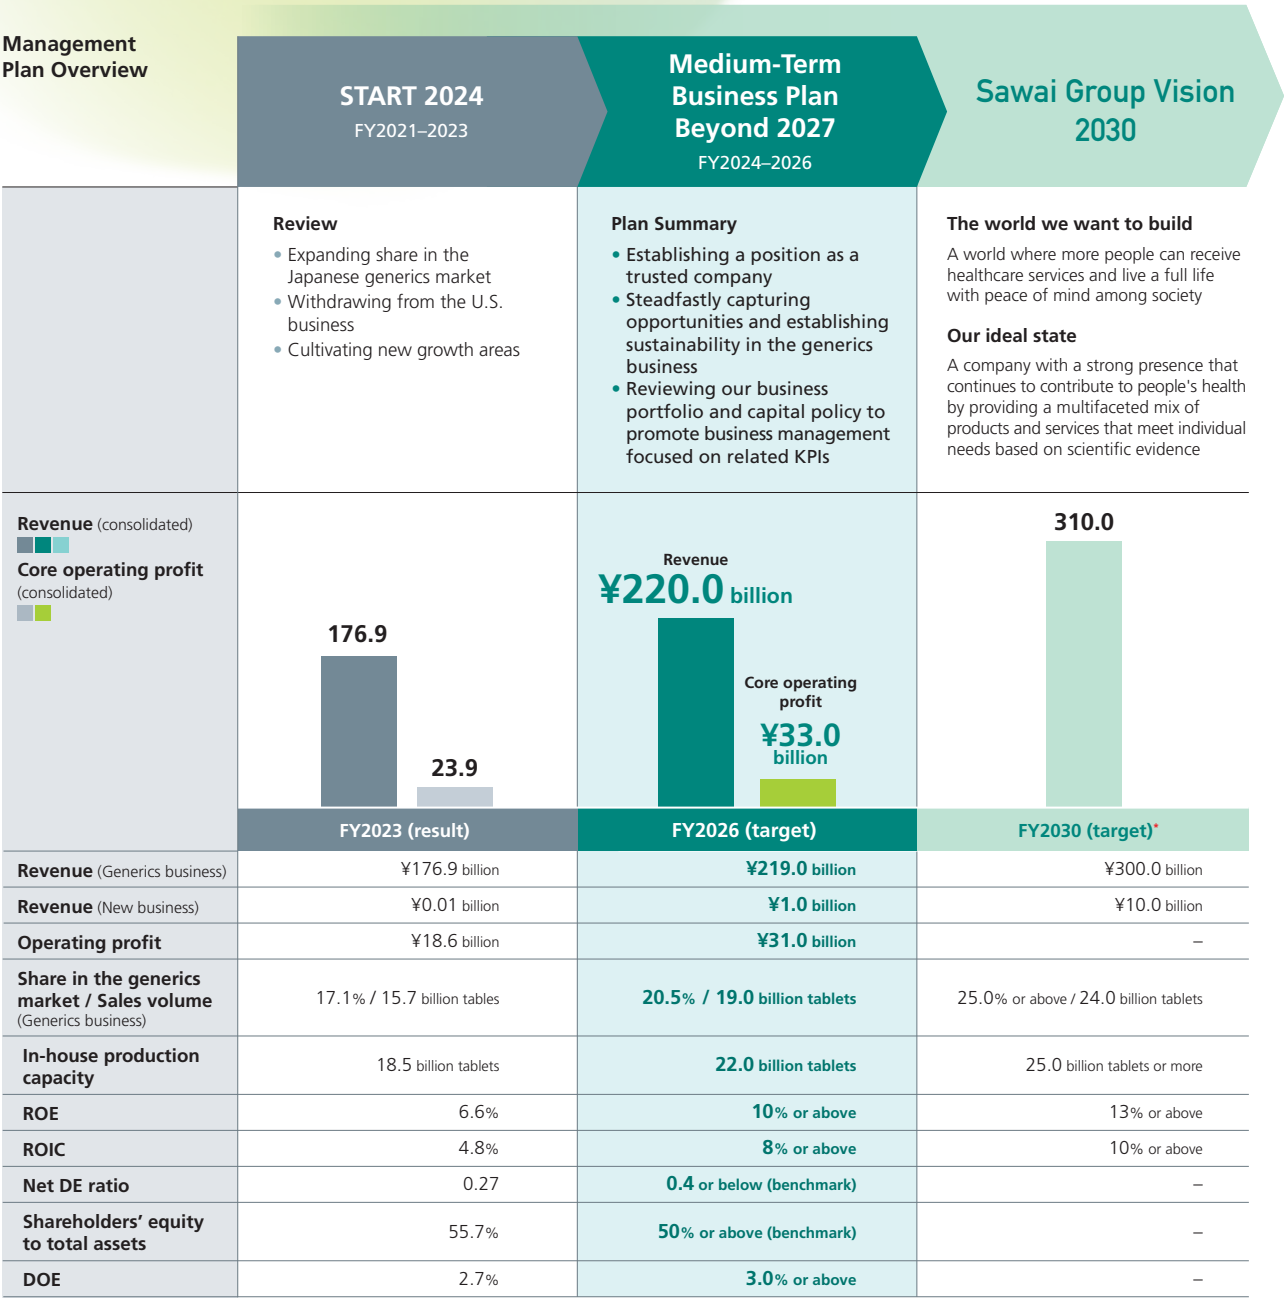 Management
Plan Overview
START 2024
FY2021–2023
Medium-Term
Business Plan
Beyond 2027
FY2024–2026
Sawai Group Vision
2030
Review
• Expanding share in the
Japanese generics market
• Withdrawing from the U.S.
business
• Cultivating new growth areas
Plan Summary
• Establishing a position as a
trusted company
• Steadfastly capturing
opportunities and establishing
sustainability in the generics
business
• Reviewing our business
portfolio and capital policy to
promote business management
focused on related KPIs
The world we want to build
A world where more people can receive
healthcare services and live a full life
with peace of mind among society
Our ideal state
A company with a strong presence that
continues to contribute to people's health
by providing a multifaceted mix of
products and services that meet individual
needs based on scientific evidence
Revenue (consolidated)
Core operating profit
(consolidated)
176.9
23.9
Revenue
¥220.0 billion
Core operating
profit
¥33.0
billion
310.0
FY2023 (result) FY2026 (target) FY2030 (target)*
Revenue (Generics business) ¥176.9 billion ¥219.0 billion ¥300.0 billion
Revenue (New business) ¥0.01 billion ¥1.0 billion ¥10.0 billion
Operating profit ¥18.6 billion ¥31.0 billion –
Share in the generics
market / Sales volume
(Generics business)
17.1% / 15.7 billion tables 20.5% / 19.0 billion tablets 25.0% or above / 24.0 billion tablets
In-house production
capacity
18.5 billion tablets 22.0 billion tablets 25.0 billion tablets or more
ROE 6.6% 10% or above 13% or above
ROIC 4.8% 8% or above 10% or above
Net DE ratio 0.27 0.4 or below (benchmark) –
Shareholders’ equity
to total assets
55.7% 50% or above (benchmark) –
DOE 2.7% 3.0% or above –